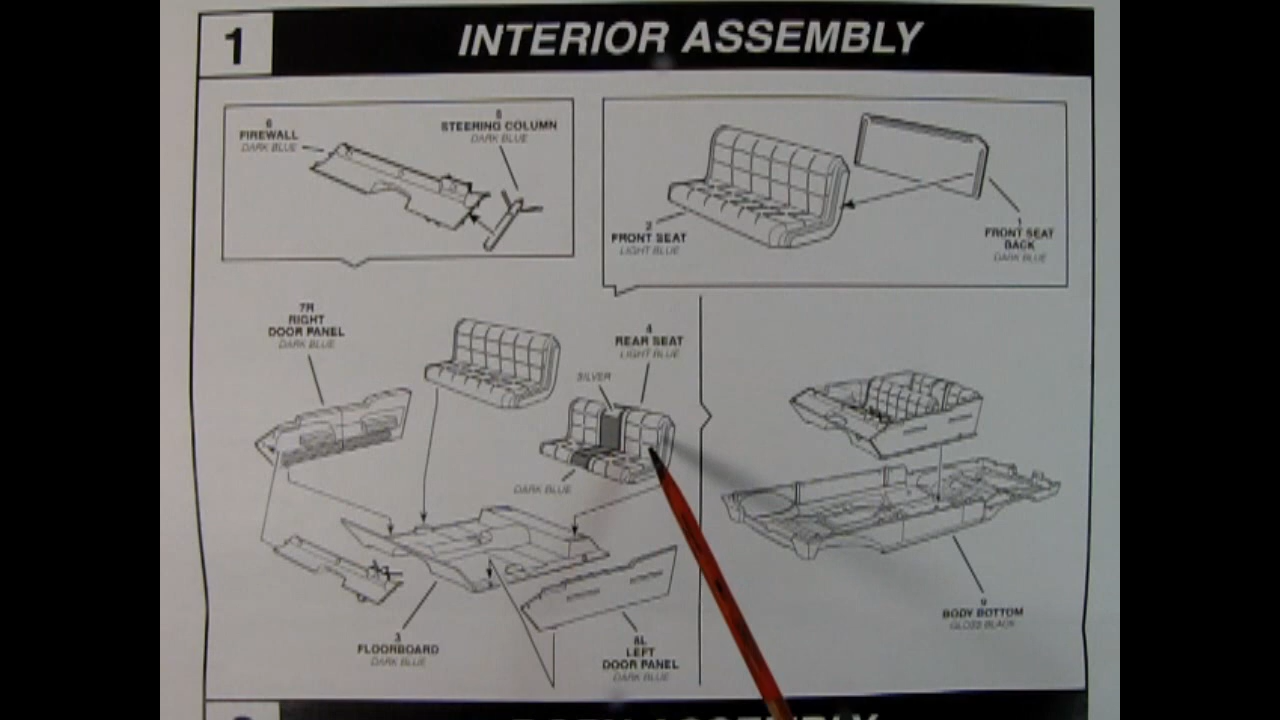 1
INTERIOR ASSEMBLY
6
FIREWALL
DARK BLUE
5
STEERING COLUMN
DARK BLUE
2
FRONT SEAT
LIGHT BLUE
1
FRONT SEAT
BACK
DARK BLUE
7R
RIGHT
DOOR PANEL
DARK BLUE
4
REAR SEAT
LIGHT BLUE
SILVER
DARK BLUE
3
FLOORBOARD
DARK BLUE
8L
LEFT
DOOR PANEL
DARK BLUE
9
BODY BOTTOM
GLOSS BLACK
ASSEMBLY